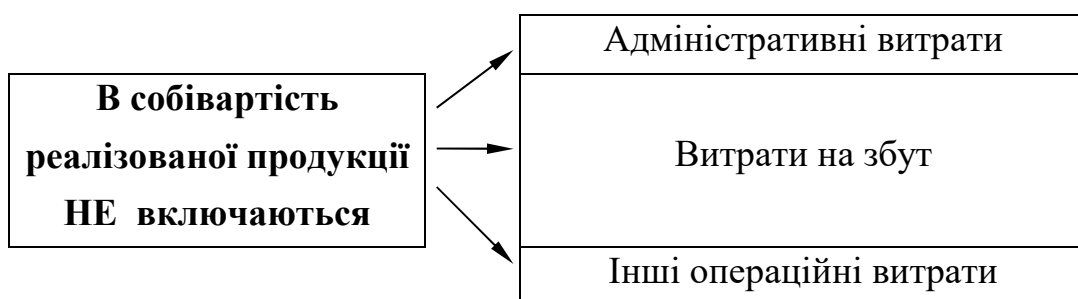 Адміністративні витрати
В собівартість
реалізованої продукції
НЕ включаються
Витрати на збут
Інші операційні витрати